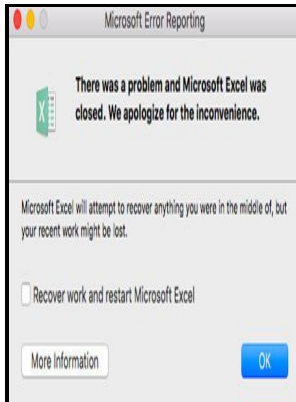 Microsoft Error Reporting
There was a problem and Microsoft Excel was
closed. We apologize for the inconvenience.
Microsoft Excel will attempt to recover anything you were in the middle of, but
your recent work might be lost.
Recover work and restart Microsoft Excel
More Information
OK